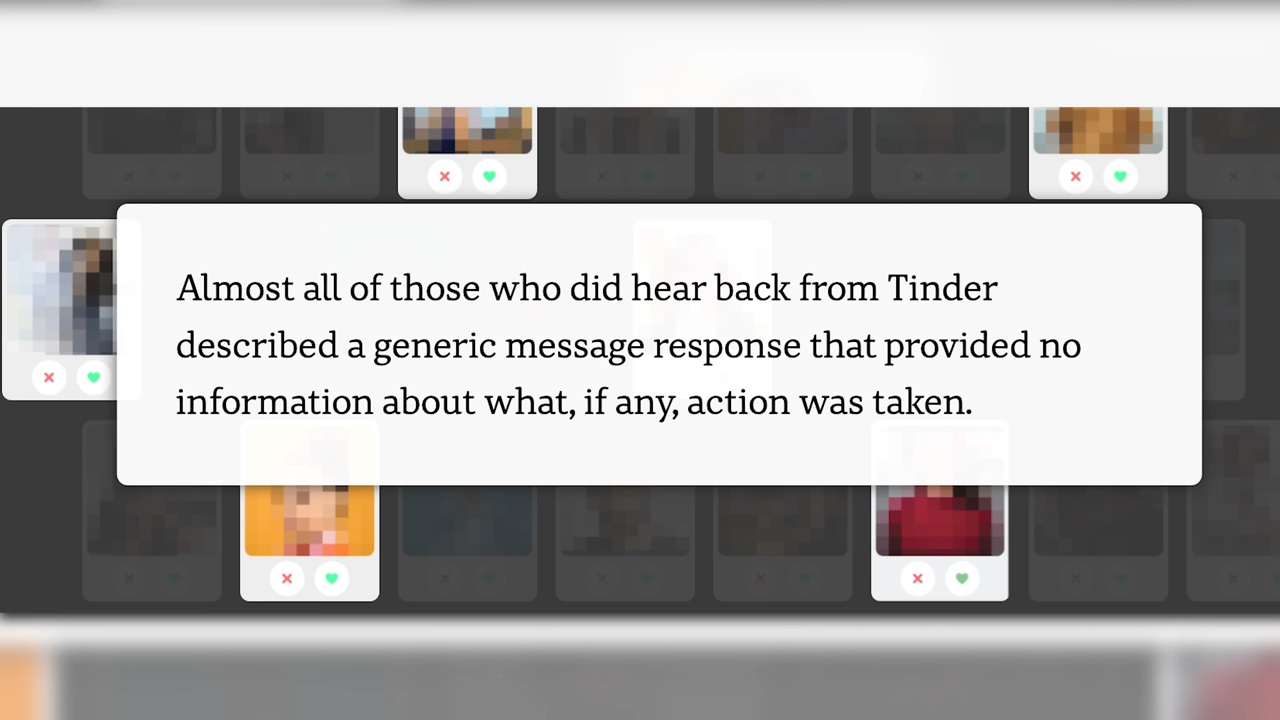 Almost all of those who did hear back from Tinder
described a generic message response that provided no
information about what, if any, action was taken.